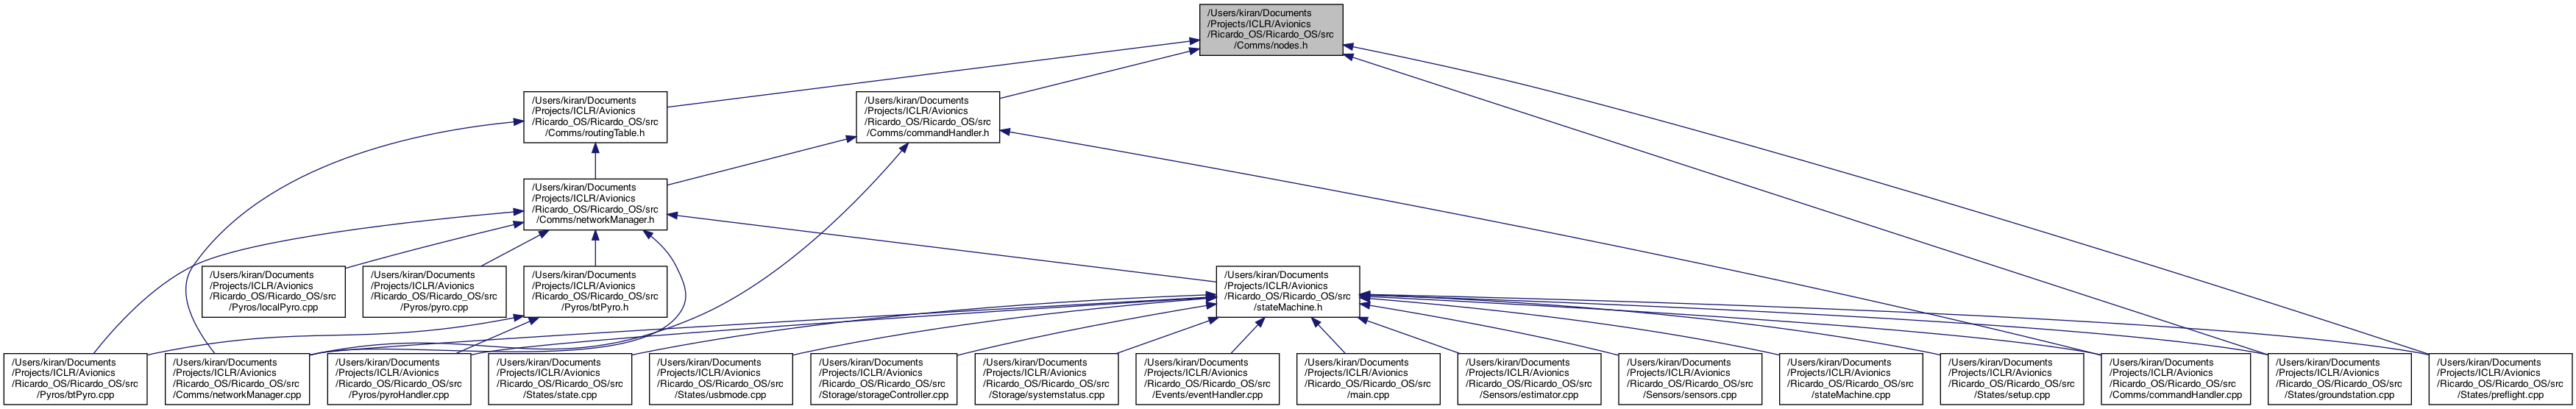 /Users/kiran/Documents
/Projects/ICLR/Avionics
/Ricardo_OS/Ricardo_OS/src
/Comms/nodes.h
/Users/kiran/Documents
/Projects/ICLR/Avionics
/Ricardo_OS/Ricardo_OS/src
/Comms/routingTable.h
/Users/kiran/Documents
/Projects/ICLR/Avionics
/Ricardo_OS/Ricardo_OS/src
/Comms/commandHandler.h
/Users/kiran/Documents
/Projects/ICLR/Avionics
/Ricardo_OS/Ricardo_OS/src
/Comms/networkManager.h
/Users/kiran/Documents
/Projects/ICLR/Avionics
/Ricardo_OS/Ricardo_OS/src
/Pyros/localPyro.cpp
/Users/kiran/Documents
/Projects/ICLR/Avionics
/Ricardo_OS/Ricardo_OS/src
/Pyros/pyro.cpp
/Users/kiran/Documents
/Projects/ICLR/Avionics
/Ricardo_OS/Ricardo_OS/src
/Pyros/btPyro.h
/Users/kiran/Documents
/Projects/ICLR/Avionics
/Ricardo_OS/Ricardo_OS/src
/stateMachine.h
/Users/kiran/Documents
/Projects/ICLR/Avionics
/Ricardo_OS/Ricardo_OS/src
/Pyros/btPyro.cpp
/Users/kiran/Documents
/Projects/ICLR/Avionics
/Ricardo_OS/Ricardo_OS/src
/Comms/networkManager.cpp
/Users/kiran/Documents
/Projects/ICLR/Avionics
/Ricardo_OS/Ricardo_OS/src
/Pyros/pyroHandler.cpp
/Users/kiran/Documents
/Projects/ICLR/Avionics
/Ricardo_OS/Ricardo_OS/src
/States/state.cpp
/Users/kiran/Documents
/Projects/ICLR/Avionics
/Ricardo_OS/Ricardo_OS/src
/States/usbmode.cpp
/Users/kiran/Documents
/Projects/ICLR/Avionics
/Ricardo_OS/Ricardo_OS/src
/Storage/storageController.cpp
/Users/kiran/Documents
/Projects/ICLR/Avionics
/Ricardo_OS/Ricardo_OS/src
/Storage/systemstatus.cpp
/Users/kiran/Documents
/Projects/ICLR/Avionics
/Ricardo_OS/Ricardo_OS/src
/Events/eventHandler.cpp
/Users/kiran/Documents
/Projects/ICLR/Avionics
/Ricardo_OS/Ricardo_OS/src
/main.cpp
/Users/kiran/Documents
/Projects/ICLR/Avionics
/Ricardo_OS/Ricardo_OS/src
/Sensors/estimator.cpp
/Users/kiran/Documents
/Projects/ICLR/Avionics
/Ricardo_OS/Ricardo_OS/src
/Sensors/sensors.cpp
/Users/kiran/Documents
/Projects/ICLR/Avionics
/Ricardo_OS/Ricardo_OS/src
/stateMachine.cpp
/Users/kiran/Documents
/Projects/ICLR/Avionics
/Ricardo_OS/Ricardo_OS/src
/States/setup.cpp
/Users/kiran/Documents
/Projects/ICLR/Avionics
/Ricardo_OS/Ricardo_OS/src
/Comms/commandHandler.cpp
/Users/kiran/Documents
/Projects/ICLR/Avionics
/Ricardo_OS/Ricardo_OS/src
/States/groundstation.cpp
/Users/kiran/Documents
/Projects/ICLR/Avionics
/Ricardo_OS/Ricardo_OS/src
/States/preflight.cpp